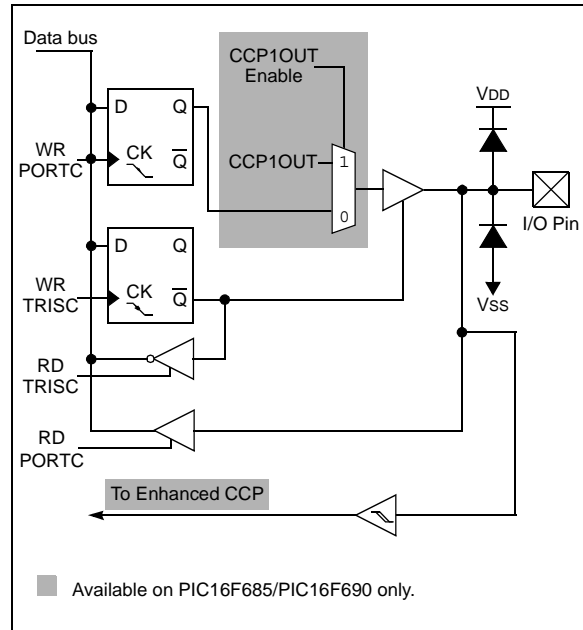 Data bus
CCP1OUT
Enable
VDD
D
Q
WR
PORTC
CK
Q
CCP1OUT
1
0
I/O Pin
D
Q
WR
TRISC
CK
Q
VSS
RD
TRISC
RD
PORTC
To Enhanced CCP
Available on PIC16F685/PIC16F690 only.